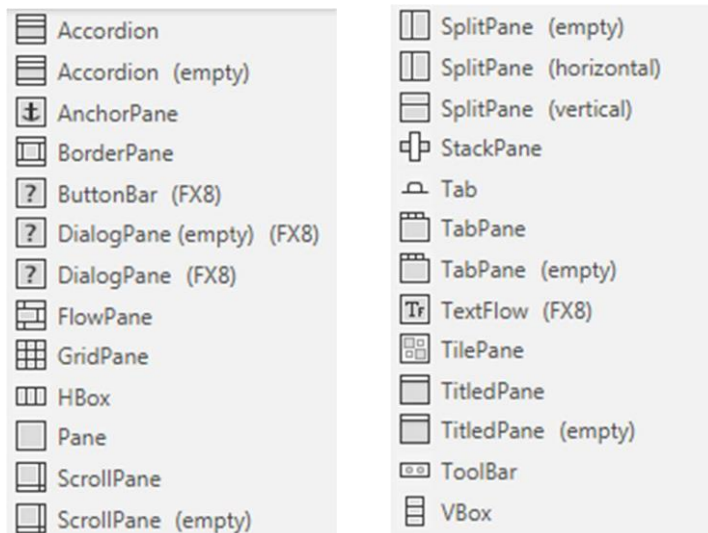 Accordion
Accordion (empty)
AnchorPane
BorderPane
? ButtonBar (FX8)
? DialogPane (empty) (FX8)
? DialogPane (FX8)
FlowPane
GridPane
HBox
Pane
ScrollPane
ScrollPane (empty)
SplitPane (empty)
SplitPane (horizontal)
SplitPane (vertical)
StackPane
Tab
TabPane
TabPane (empty)
TF TextFlow (FX8)
TilePane
TitledPane
TitledPane (empty)
ToolBar
VBox